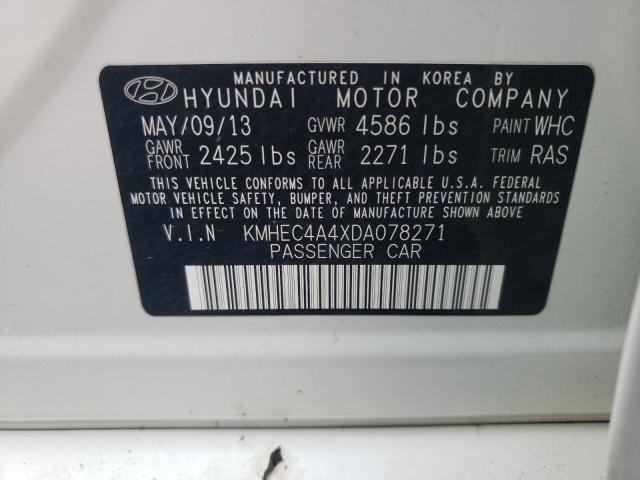 MANUFACTURED IN KOREA BY
HYUNDAI MOTOR COMPANY
MAY/09/13 GVWR 4586 lbs PAINT WHC
GAWR FRONT 2425 lbs GAWR REAR 2271 lbs TRIM RAS
THIS VEHICLE CONFORMS TO ALL APPLICABLE U.S.A. FEDERAL
MOTOR VEHICLE SAFETY, BUMPER, AND THEFT PREVENTION STANDARDS
IN EFFECT ON THE DATE OF MANUFACTURE SHOWN ABOVE
V.I.N KMHEC4A4XDA078271
PASSENGER CAR